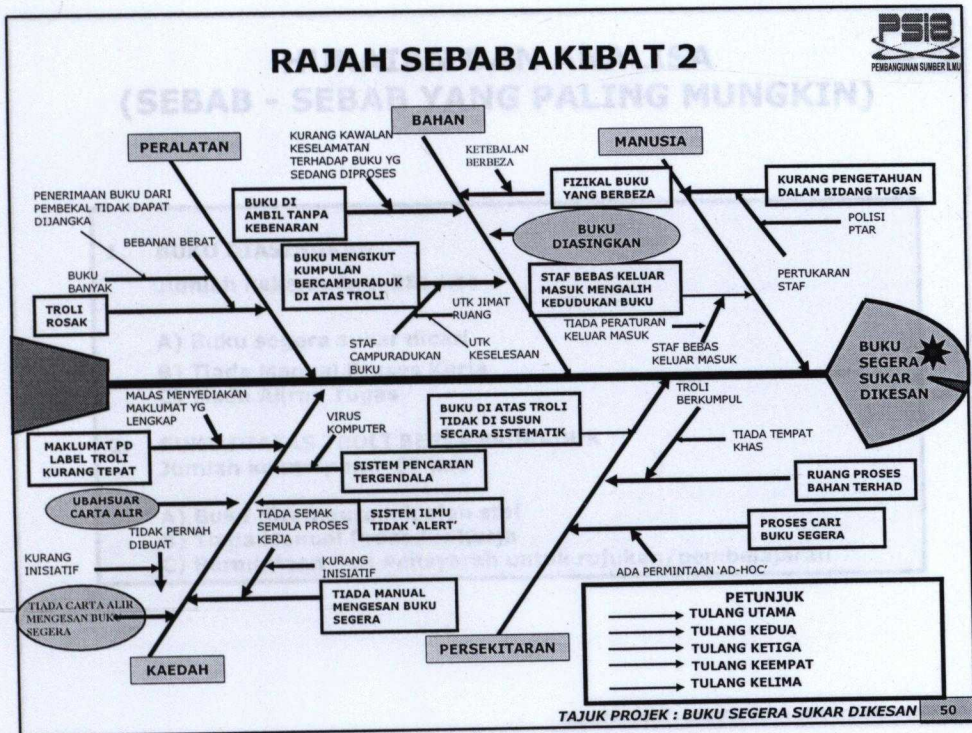 PSIB
PEMBANGUNAN SUMBER ILMU
RAJAH SEBAB AKIBAT 2
(SEBAB - SEBAB YANG PALING MUNGKIN)
PERALATAN
BAHAN
MANUSIA
PENERIMAAN BUKU DARI
PEMBEKAL TIDAK DAPAT
DIJANGKA
BEBANAN BERAT
BUKU
BANYAK
TROLI
ROSAK
KURANG KAWALAN
KESELAMATAN
TERHADAP BUKU YG
SEDANG DIPROSES
BUKU DI
AMBIL TANPA
KEBENARAN
BUKU MENGIKUT
KUMPULAN
BERCAMPURADUK
DI ATAS TROLI
STAF
CAMPURADUKAN
BUKU
UTK JIMAT
RUANG
UTK
KESELESAAN
KETEBALAN
BERBEZA
FIZIKAL BUKU
YANG BERBEZA
BUKU
DIASINGKAN
STAF BEBAS KELUAR
MASUK MENGALIH
KEDUDUKAN BUKU
TIADA PERATURAN
KELUAR MASUK
STAF BEBAS
KELUAR MASUK
KURANG PENGETAHUAN
DALAM BIDANG TUGAS
POLISI
PTAR
PERTUKARAN
STAF
BUKU
SEGERA
SUKAR
DIKESAN
MALAS MENYEDIAKAN
MAKLUMAT YG
LENGKAP
MAKLUMAT PD
LABEL TROLI
KURANG TEPAT
UBAHSUAR
CARTA ALIR
TIDAK PERNAH
DIBUAT
KURANG
INISIATIF
TIADA CARTA ALIR
MENGESAN BUKU
SEGERA
VIRUS
KOMPUTER
SISTEM PENCARIAN
TERGENDALA
TIADA SEMAK
SEMULA PROSES
KERJA
SISTEM ILMU
TIDAK 'ALERT'
KURANG
INISIATIF
TIADA MANUAL
MENGESAN BUKU
SEGERA
KAEDAH
BUKU DI ATAS TROLI
TIDAK DI SUSUN
SECARA SISTEMATIK
TROLI
BERKUMPUL
TIADA TEMPAT
KHAS
RUANG PROSES
BAHAN TERHAD
PROSES CARI
BUKU SEGERA
ADA PERMINTAAN 'AD-HOC'
PERSEKITARAN
PETUNJUK
TULANG UTAMA
TULANG KEDUA
TULANG KETIGA
TULANG KEEMPAT
TULANG KELIMA
TAJUK PROJEK : BUKU SEGERA SUKAR DIKESAN
50